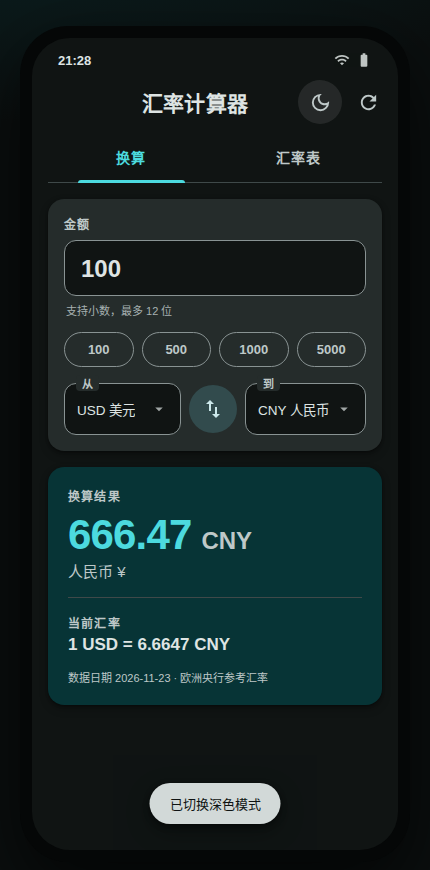 21:28
汇率计算器
换算
汇率表
金额
100
支持小数，最多 12 位
100
500
1000
5000
从
USD 美元
到
CNY 人民币
换算结果
666.47 CNY
人民币 ¥
当前汇率
1 USD = 6.6647 CNY
数据日期 2026-11-23 · 欧洲央行参考汇率
已切换深色模式